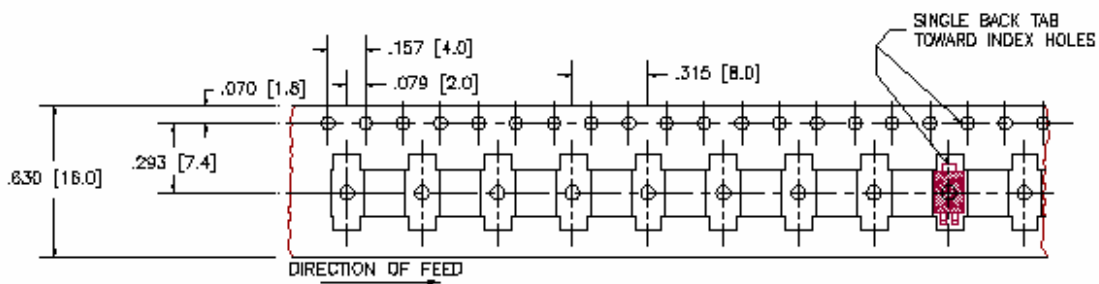 SINGLE BACK TAB
TOWARD INDEX HOLES
.157 [4.0]
.079 [2.0]
.315 [8.0]
.070 [1.8]
.293 [7.4]
.630 [16.0]
DIRECTION OF FEED